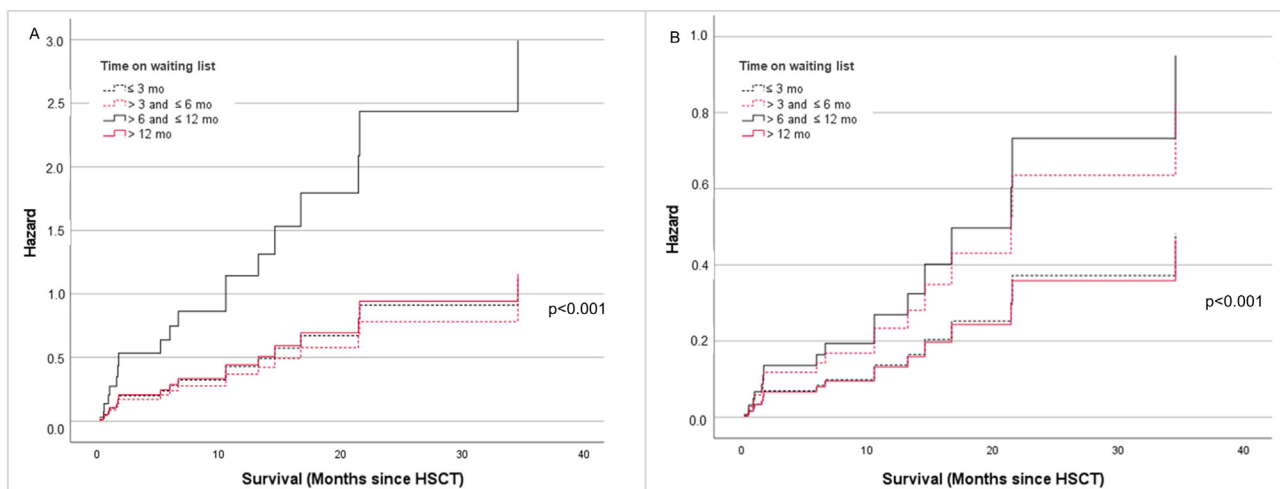 A
Time on waiting list
≤ 3 mo
> 3 and ≤ 6 mo
> 6 and ≤ 12 mo
> 12 mo
3.0
2.5
2.0
1.5
1.0
0.5
0.0
Hazard
p<0.001
0 10 20 30 40
Survival (Months since HSCT)
B
Time on waiting list
≤ 3 mo
> 3 and ≤ 6 mo
> 6 and ≤ 12 mo
> 12 mo
1.0
0.8
0.6
0.4
0.2
0.0
Hazard
p<0.001
0 10 20 30 40
Survival (Months since HSCT)